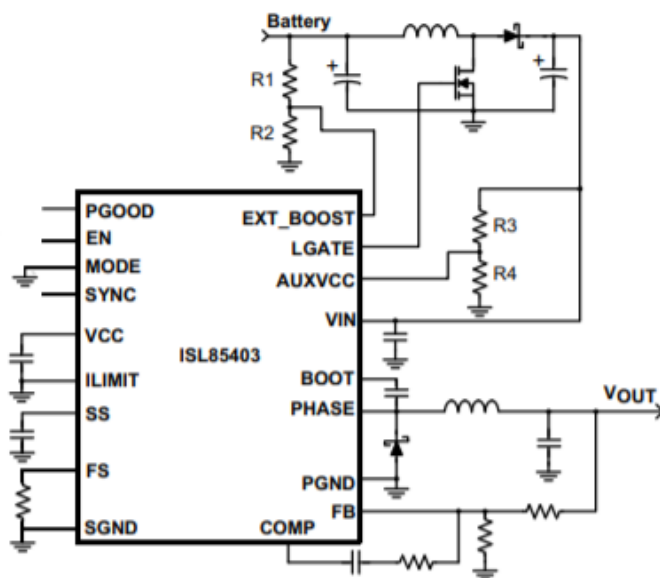 Battery
R1
R2
+
+
PGOOD
EN
MODE
SYNC
VCC
ILIMIT
SS
FS
SGND
ISL85403
EXT_BOOST
LGATE
AUXVCC
VIN
BOOT
PHASE
PGND
FB
COMP
R3
R4
VOUT